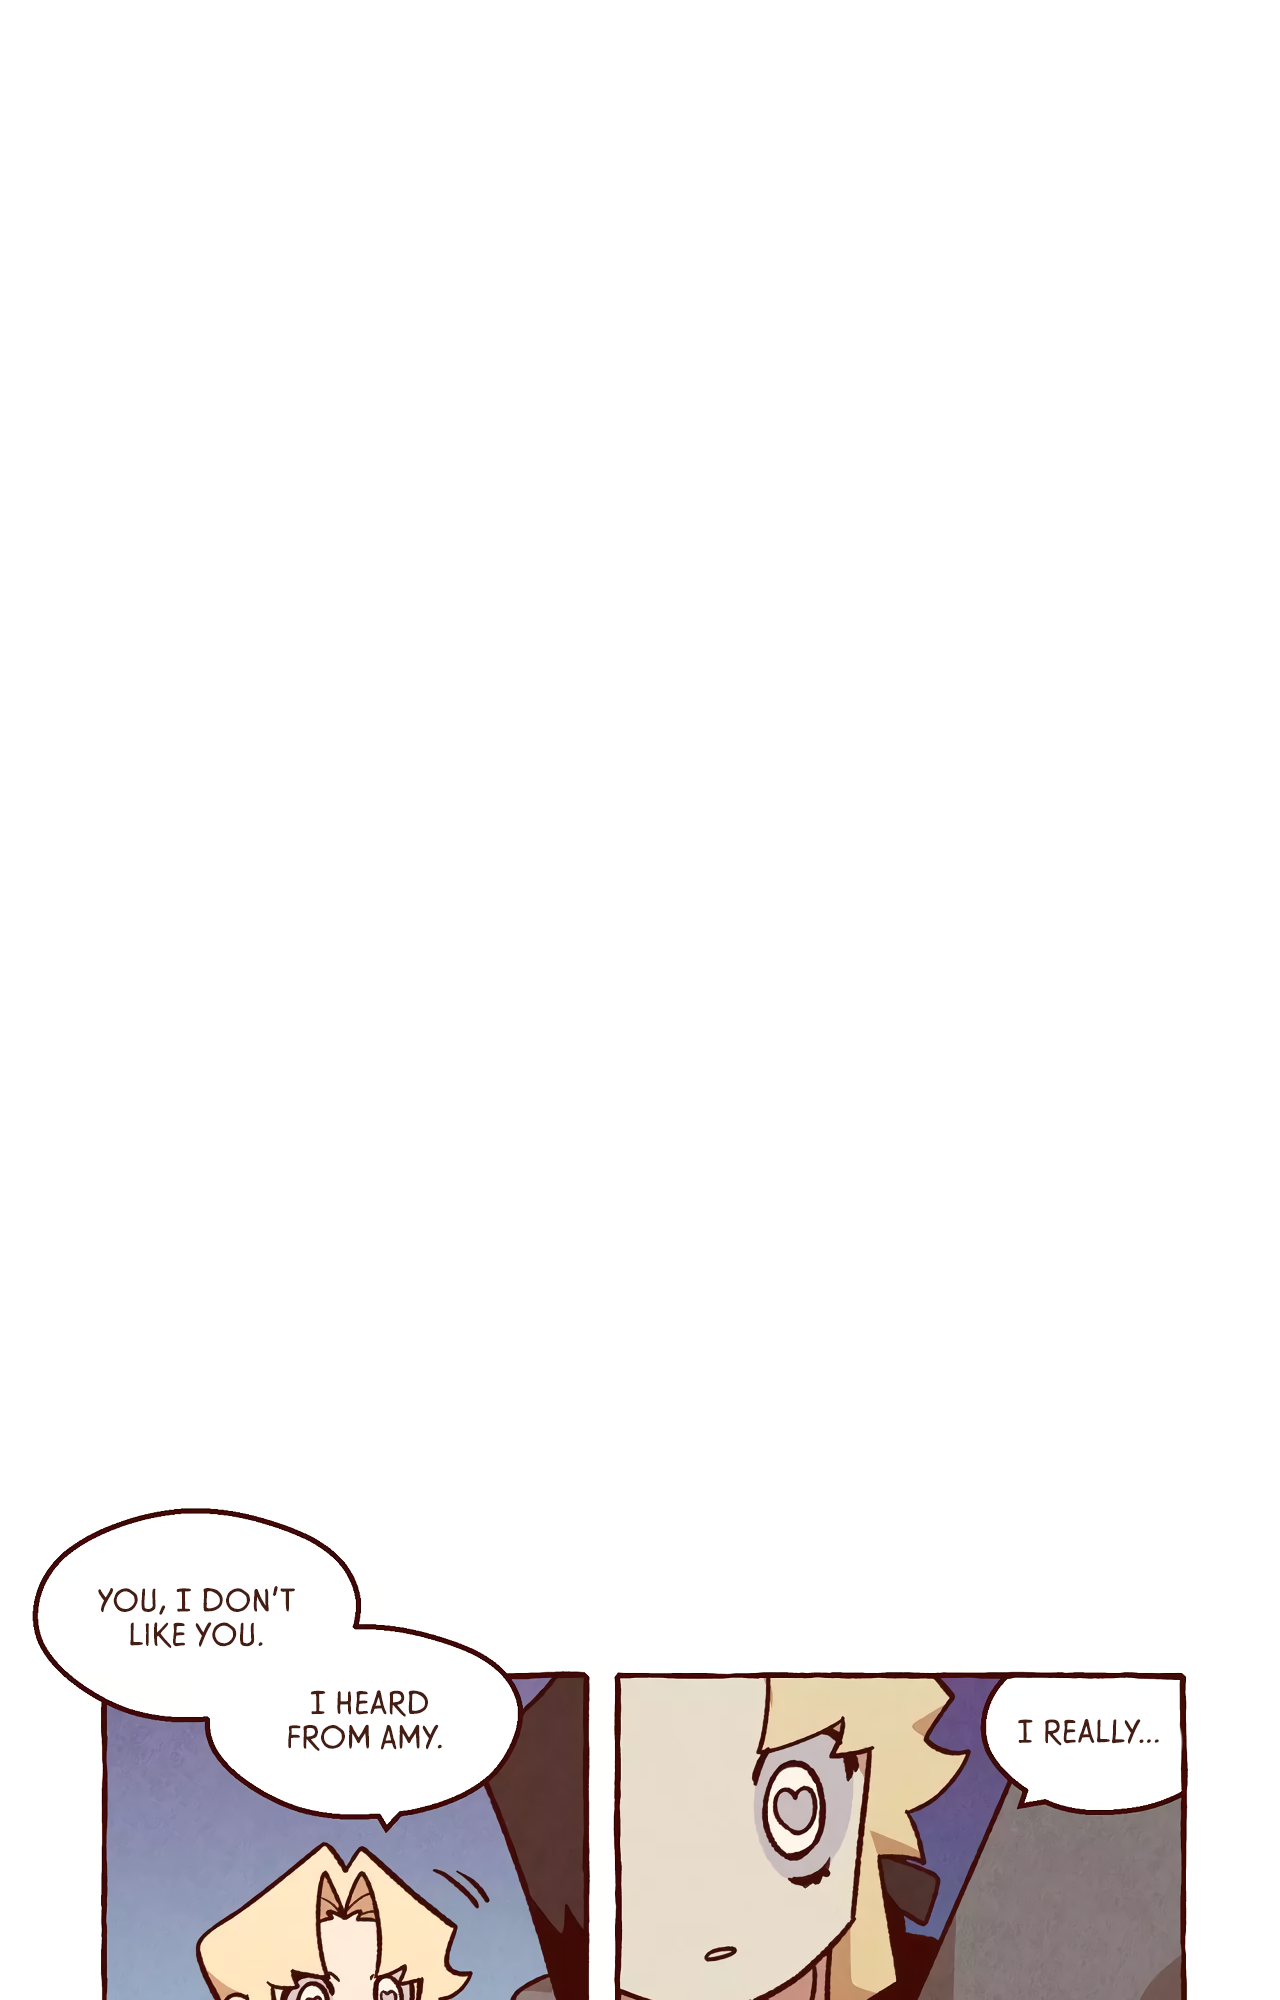 YOU, I DON'T
LIKE YOU.
I HEARD
FROM AMY.
I REALLY...